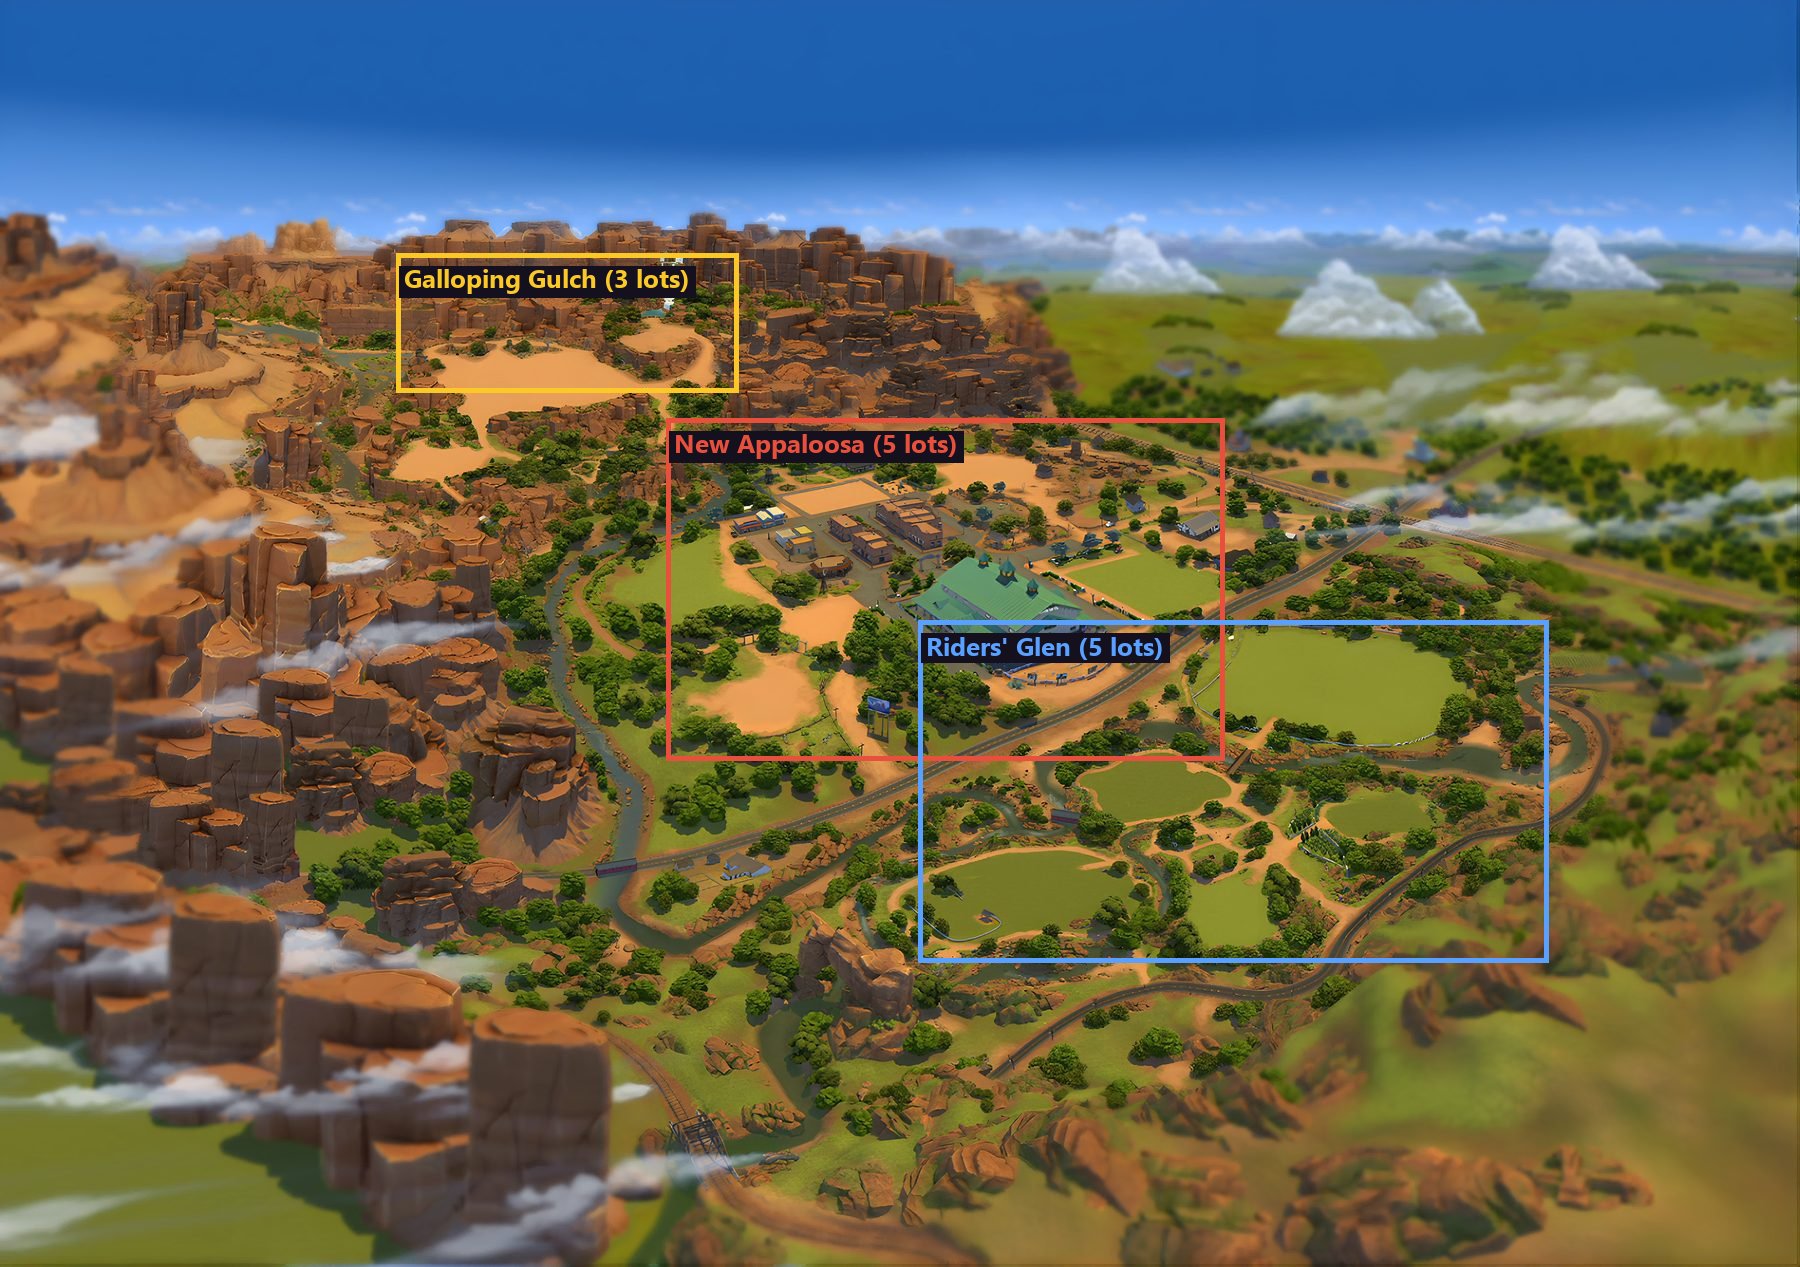 Galloping Gulch (3 lots)
New Appaloosa (5 lots)
Riders' Glen (5 lots)